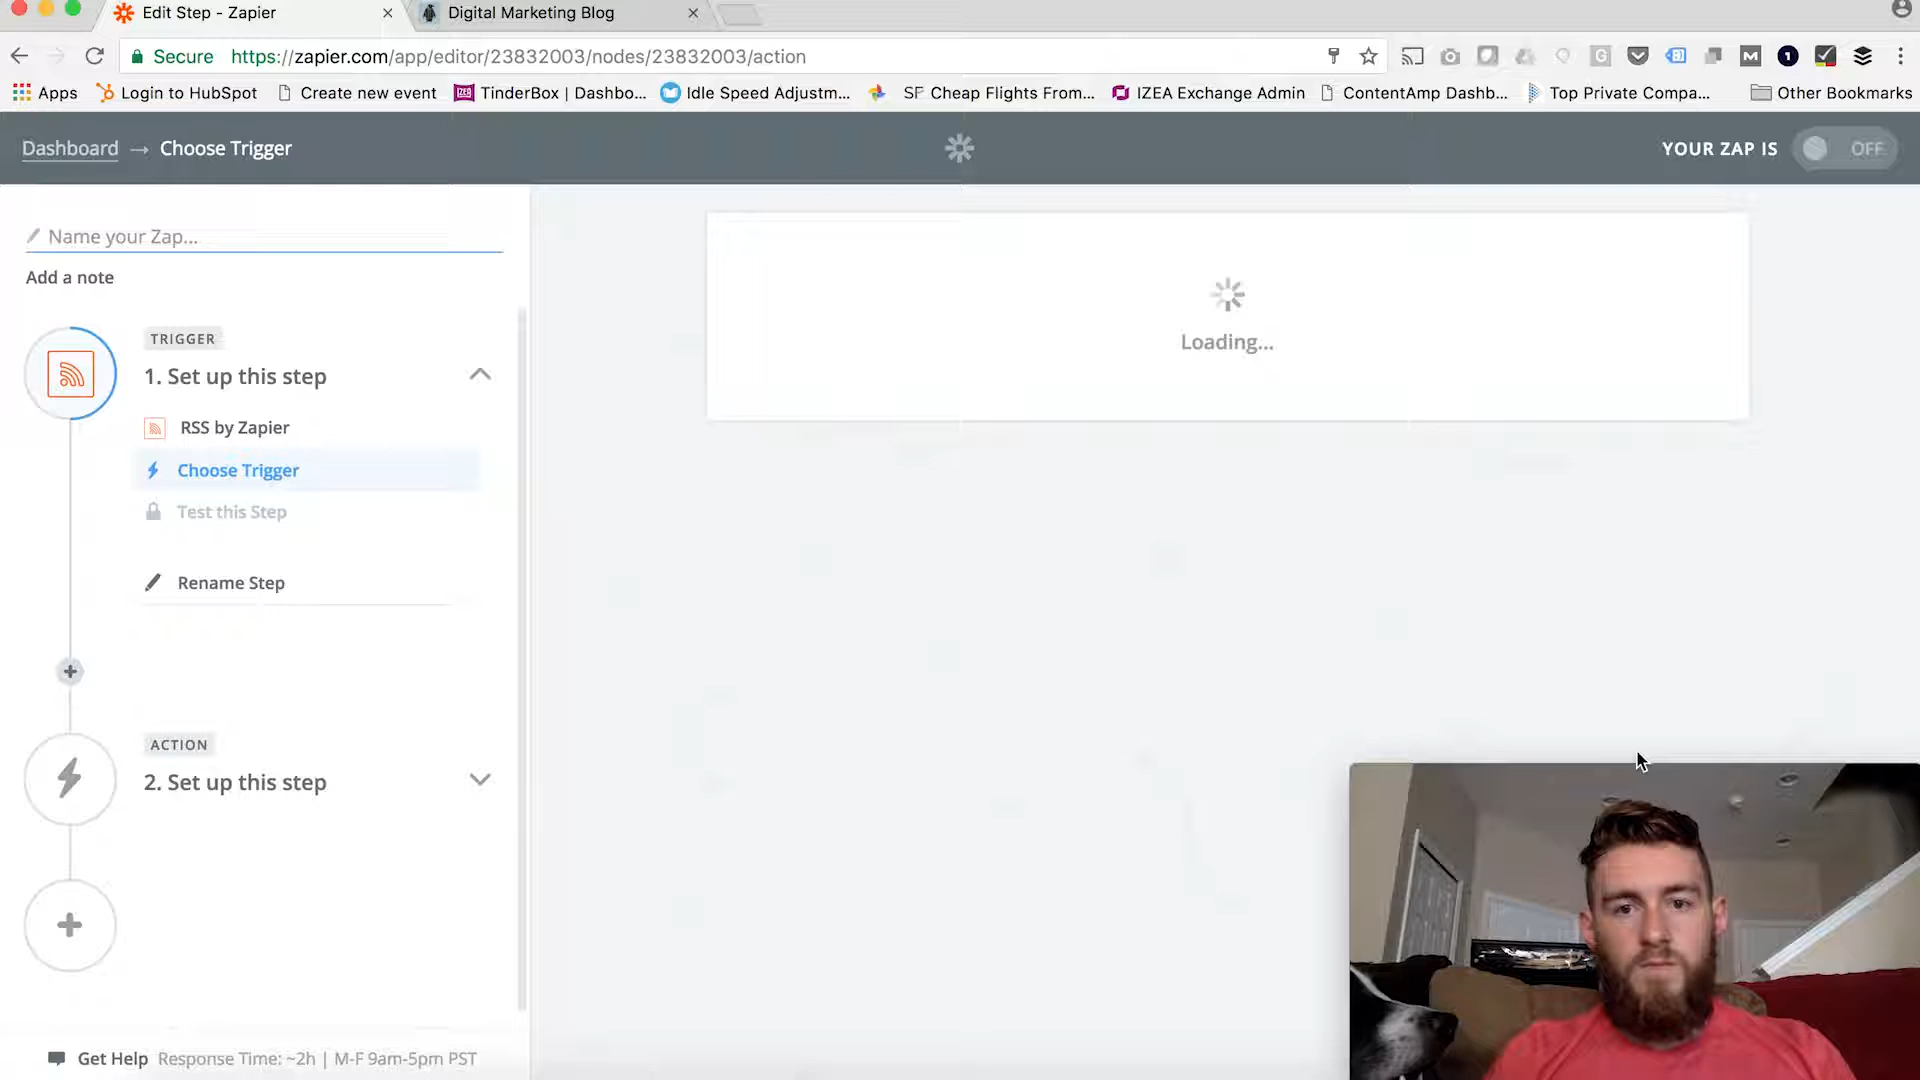 Edit Step - Zapier
Digital Marketing Blog
Secure https://zapier.com/app/editor/23832003/nodes/23832003/action
Apps Login to HubSpot Create new event TinderBox | Dashbo... Idle Speed Adjustm... SF Cheap Flights From... IZEA Exchange Admin ContentAmp Dashb... Top Private Compa... Other Bookmarks
Dashboard → Choose Trigger
YOUR ZAP IS OFF
Name your Zap...
Add a note
TRIGGER
1. Set up this step
RSS by Zapier
Choose Trigger
Test this Step
Rename Step
ACTION
2. Set up this step
Get Help Response Time: ~2h | M-F 9am-5pm PST
Loading...